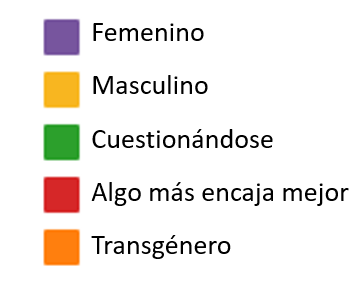 Femenino
Masculino
Cuestionándose
Algo más encaja mejor
Transgénero